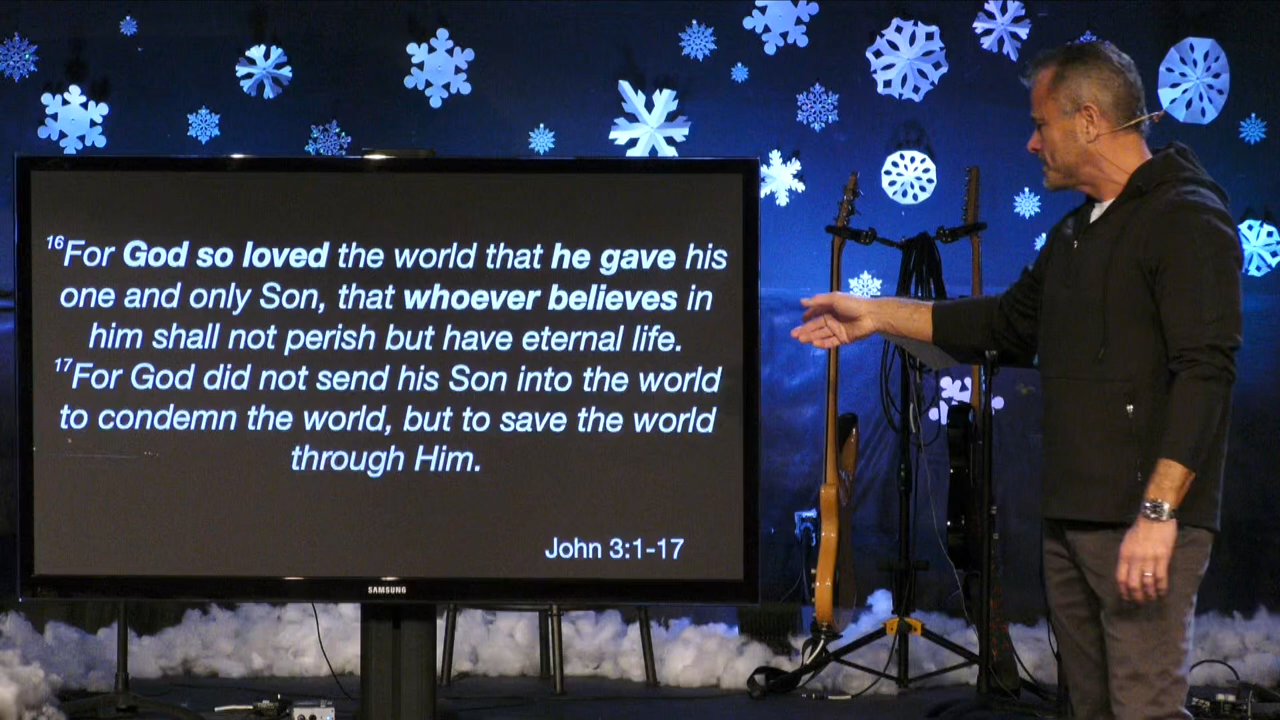 16For God so loved the world that he gave his
one and only Son, that whoever believes in
him shall not perish but have eternal life.
17For God did not send his Son into the world
to condemn the world, but to save the world
through Him.
John 3:1-17
SAMSUNG